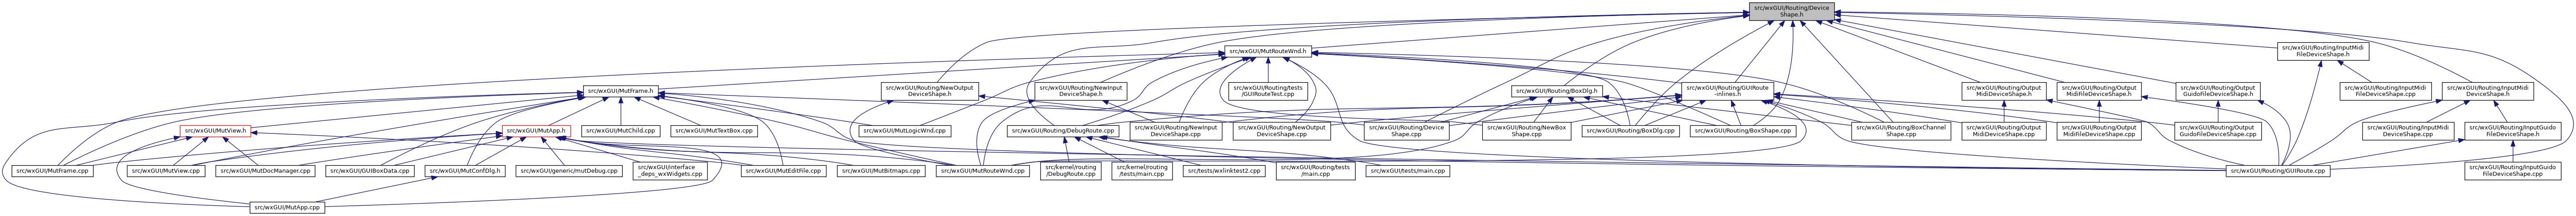 src/wxGUI/Routing/Device
Shape.h
src/wxGUI/MutRouteWnd.h
src/wxGUI/Routing/InputMidi
FileDeviceShape.h
src/wxGUI/MutFrame.h
src/wxGUI/Routing/NewOutput
DeviceShape.h
src/wxGUI/Routing/NewInput
DeviceShape.h
src/wxGUI/Routing/tests
/GUIRouteTest.cpp
src/wxGUI/Routing/BoxDlg.h
src/wxGUI/Routing/GUIRoute
-inlines.h
src/wxGUI/Routing/Output
MidiDeviceShape.h
src/wxGUI/Routing/Output
MidiFileDeviceShape.h
src/wxGUI/Routing/Output
GuidoFileDeviceShape.h
src/wxGUI/Routing/InputMidi
FileDeviceShape.cpp
src/wxGUI/Routing/InputMidi
DeviceShape.h
src/wxGUI/MutView.h
src/wxGUI/MutApp.h
src/wxGUI/MutChild.cpp
src/wxGUI/MutTextBox.cpp
src/wxGUI/MutLogicWnd.cpp
src/wxGUI/Routing/DebugRoute.cpp
src/wxGUI/Routing/NewInput
DeviceShape.cpp
src/wxGUI/Routing/NewOutput
DeviceShape.cpp
src/wxGUI/Routing/Device
Shape.cpp
src/wxGUI/Routing/NewBox
Shape.cpp
src/wxGUI/Routing/BoxDlg.cpp
src/wxGUI/Routing/BoxShape.cpp
src/wxGUI/Routing/BoxChannel
Shape.cpp
src/wxGUI/Routing/Output
MidiDeviceShape.cpp
src/wxGUI/Routing/Output
MidiFileDeviceShape.cpp
src/wxGUI/Routing/Output
GuidoFileDeviceShape.cpp
src/wxGUI/Routing/InputMidi
DeviceShape.cpp
src/wxGUI/Routing/InputGuido
FileDeviceShape.h
src/wxGUI/MutFrame.cpp
src/wxGUI/MutView.cpp
src/wxGUI/MutDocManager.cpp
src/wxGUI/GUIBoxData.cpp
src/wxGUI/MutConfDlg.h
src/wxGUI/generic/mutDebug.cpp
src/wxGUI/interface
_deps_wxWidgets.cpp
src/wxGUI/MutEditFile.cpp
src/wxGUI/MutBitmaps.cpp
src/wxGUI/MutRouteWnd.cpp
src/kernel/routing
/DebugRoute.cpp
src/kernel/routing
/tests/main.cpp
src/tests/wxlinktest2.cpp
src/wxGUI/Routing/tests
/main.cpp
src/wxGUI/tests/main.cpp
src/wxGUI/Routing/GUIRoute.cpp
src/wxGUI/Routing/InputGuido
FileDeviceShape.cpp
src/wxGUI/MutApp.cpp